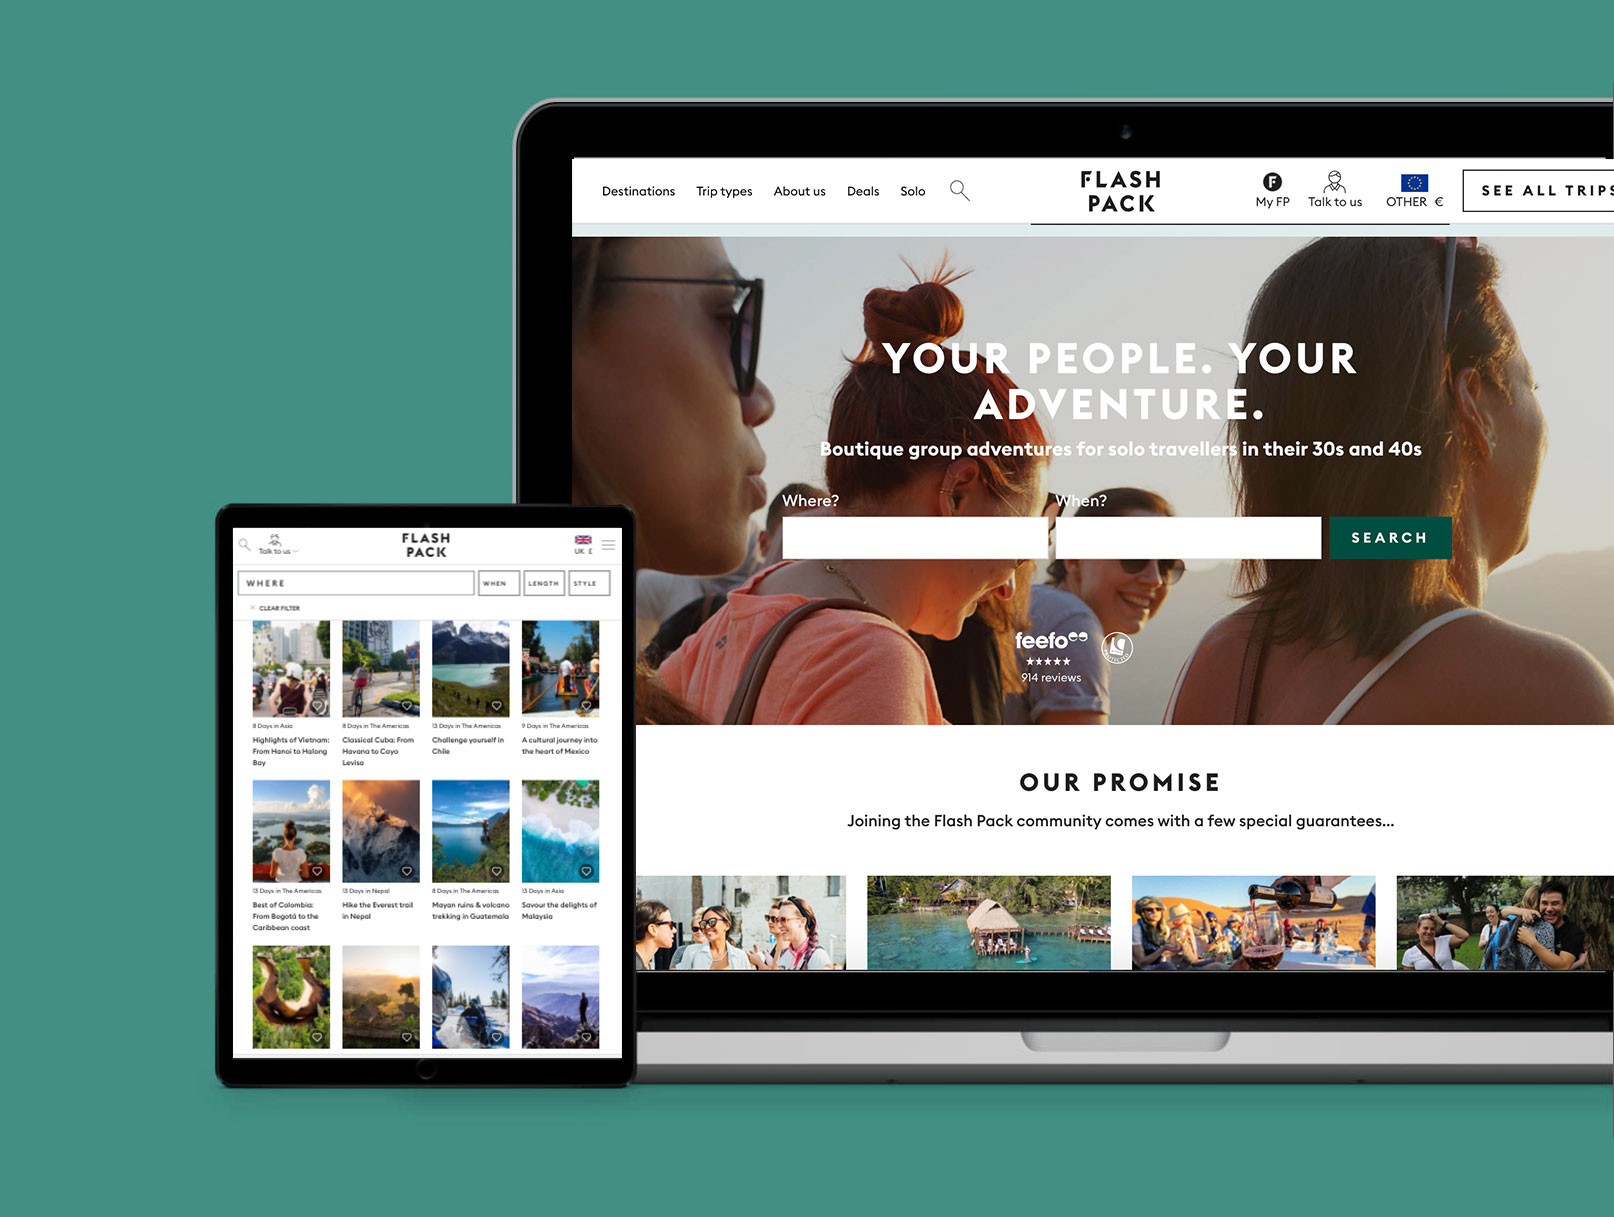 Destinations Trip types About us Deals Solo
FLASH
PACK
F
My FP Talk to us OTHER €
SEE ALL TRIPS
YOUR PEOPLE. YOUR
ADVENTURE.
Boutique group adventures for solo travellers in their 30s and 40s
Where? When?
SEARCH
feefo
914 reviews
PROTECTED
OUR PROMISE
Joining the Flash Pack community comes with a few special guarantees...
Talk to us
FLASH
PACK
UK £
WHERE
WHEN
LENGTH
STYLE
× CLEAR FILTER
8 Days in Asia
Highlights of Vietnam:
From Hanoi to Halong
Bay
8 Days in The Americas
Classical Cuba: From
Havana to Cayo
Levisa
13 Days in The Americas
Challenge yourself in
Chile
9 Days in The Americas
A cultural journey into
the heart of Mexico
13 Days in The Americas
Best of Colombia:
From Bogotá to the
Caribbean coast
13 Days in Nepal
Hike the Everest trail
in Nepal
8 Days in The Americas
Mayan ruins & volcano
trekking in Guatemala
13 Days in Asia
Savour the delights of
Malaysia